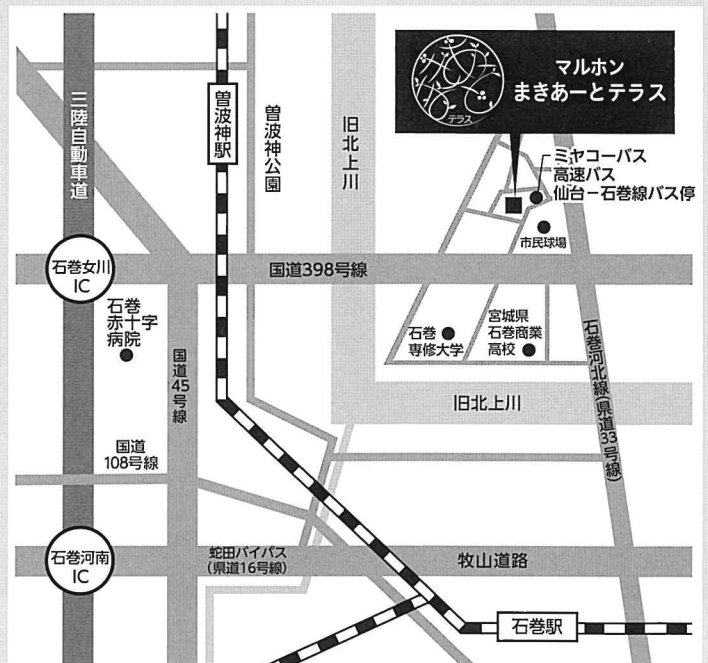 マルホン
まきあーとテラス
テラス
三陸自動車道
曽波神駅
曽波神公園
旧北上川
ミヤコーバス
高速バス
仙台－石巻線バス停
市民球場
石巻女川
IC
国道398号線
石巻
赤十字
病院
国道45号線
石巻
専修大学
宮城県
石巻商業
高校
石巻河北線(県道33号線)
旧北上川
国道
108号線
石巻河南
IC
蛇田バイパス
(県道16号線)
牧山道路
石巻駅